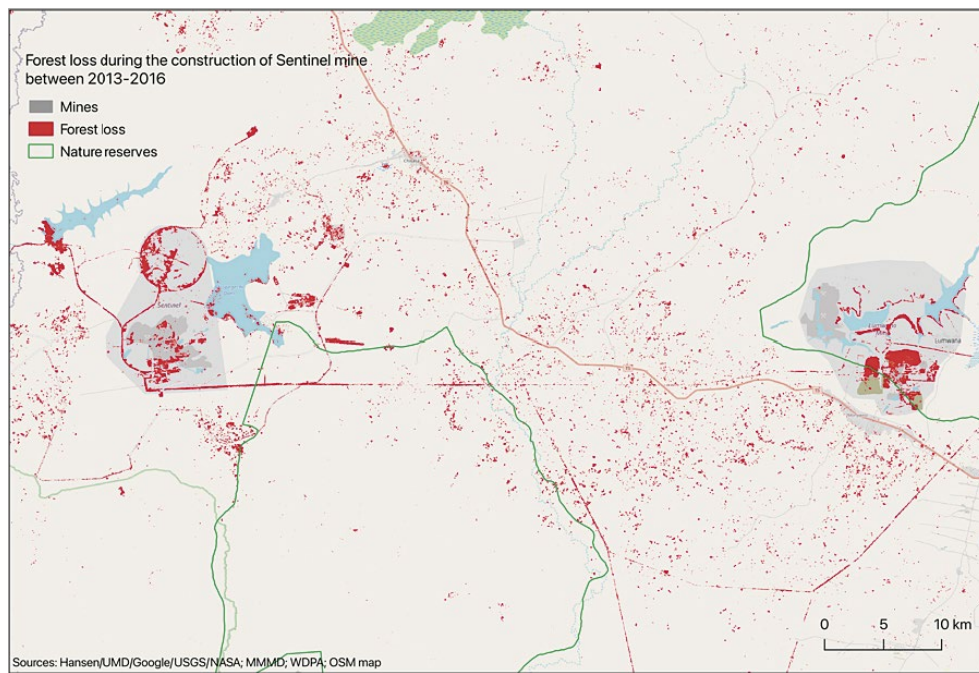 Forest loss during the construction of Sentinel mine
between 2013-2016
Mines
Forest loss
Nature reserves
Sentinel
Lumwana
0 5 10 km
Sources: Hansen/UMD/Google/USGS/NASA; MMMD; WDPA; OSM map